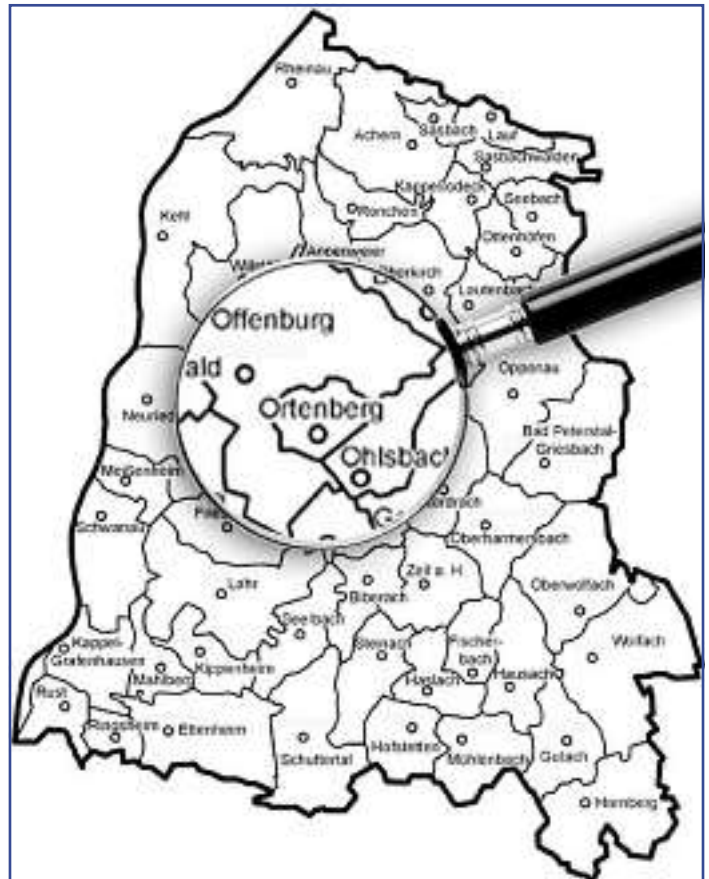 Rheinau
Sasbach
Lauf
Achern
Sasbachwalden
Kappelrodeck
Seebach
Renchen
Kehl
Ottenhöfen
Appenweier
Oberkirch
Lautenbach
Offenburg
ald
Oppenau
Ortenberg
Neuried
Bad Peterstal-
Griesbach
Ohlsbach
Meißenheim
Schwanau
Oberharmersbach
Zell a. H.
Lahr
Biberach
Oberwolfach
Seelbach
Kappel-
Grafenhausen
Steinach
Fischer-
bach
Wolfach
Kippenheim
Mahlberg
Haslach
Hausach
Rust
Ringsheim
Ettenheim
Schuttertal
Hofstetten
Mühlenbach
Gutach
Hornberg